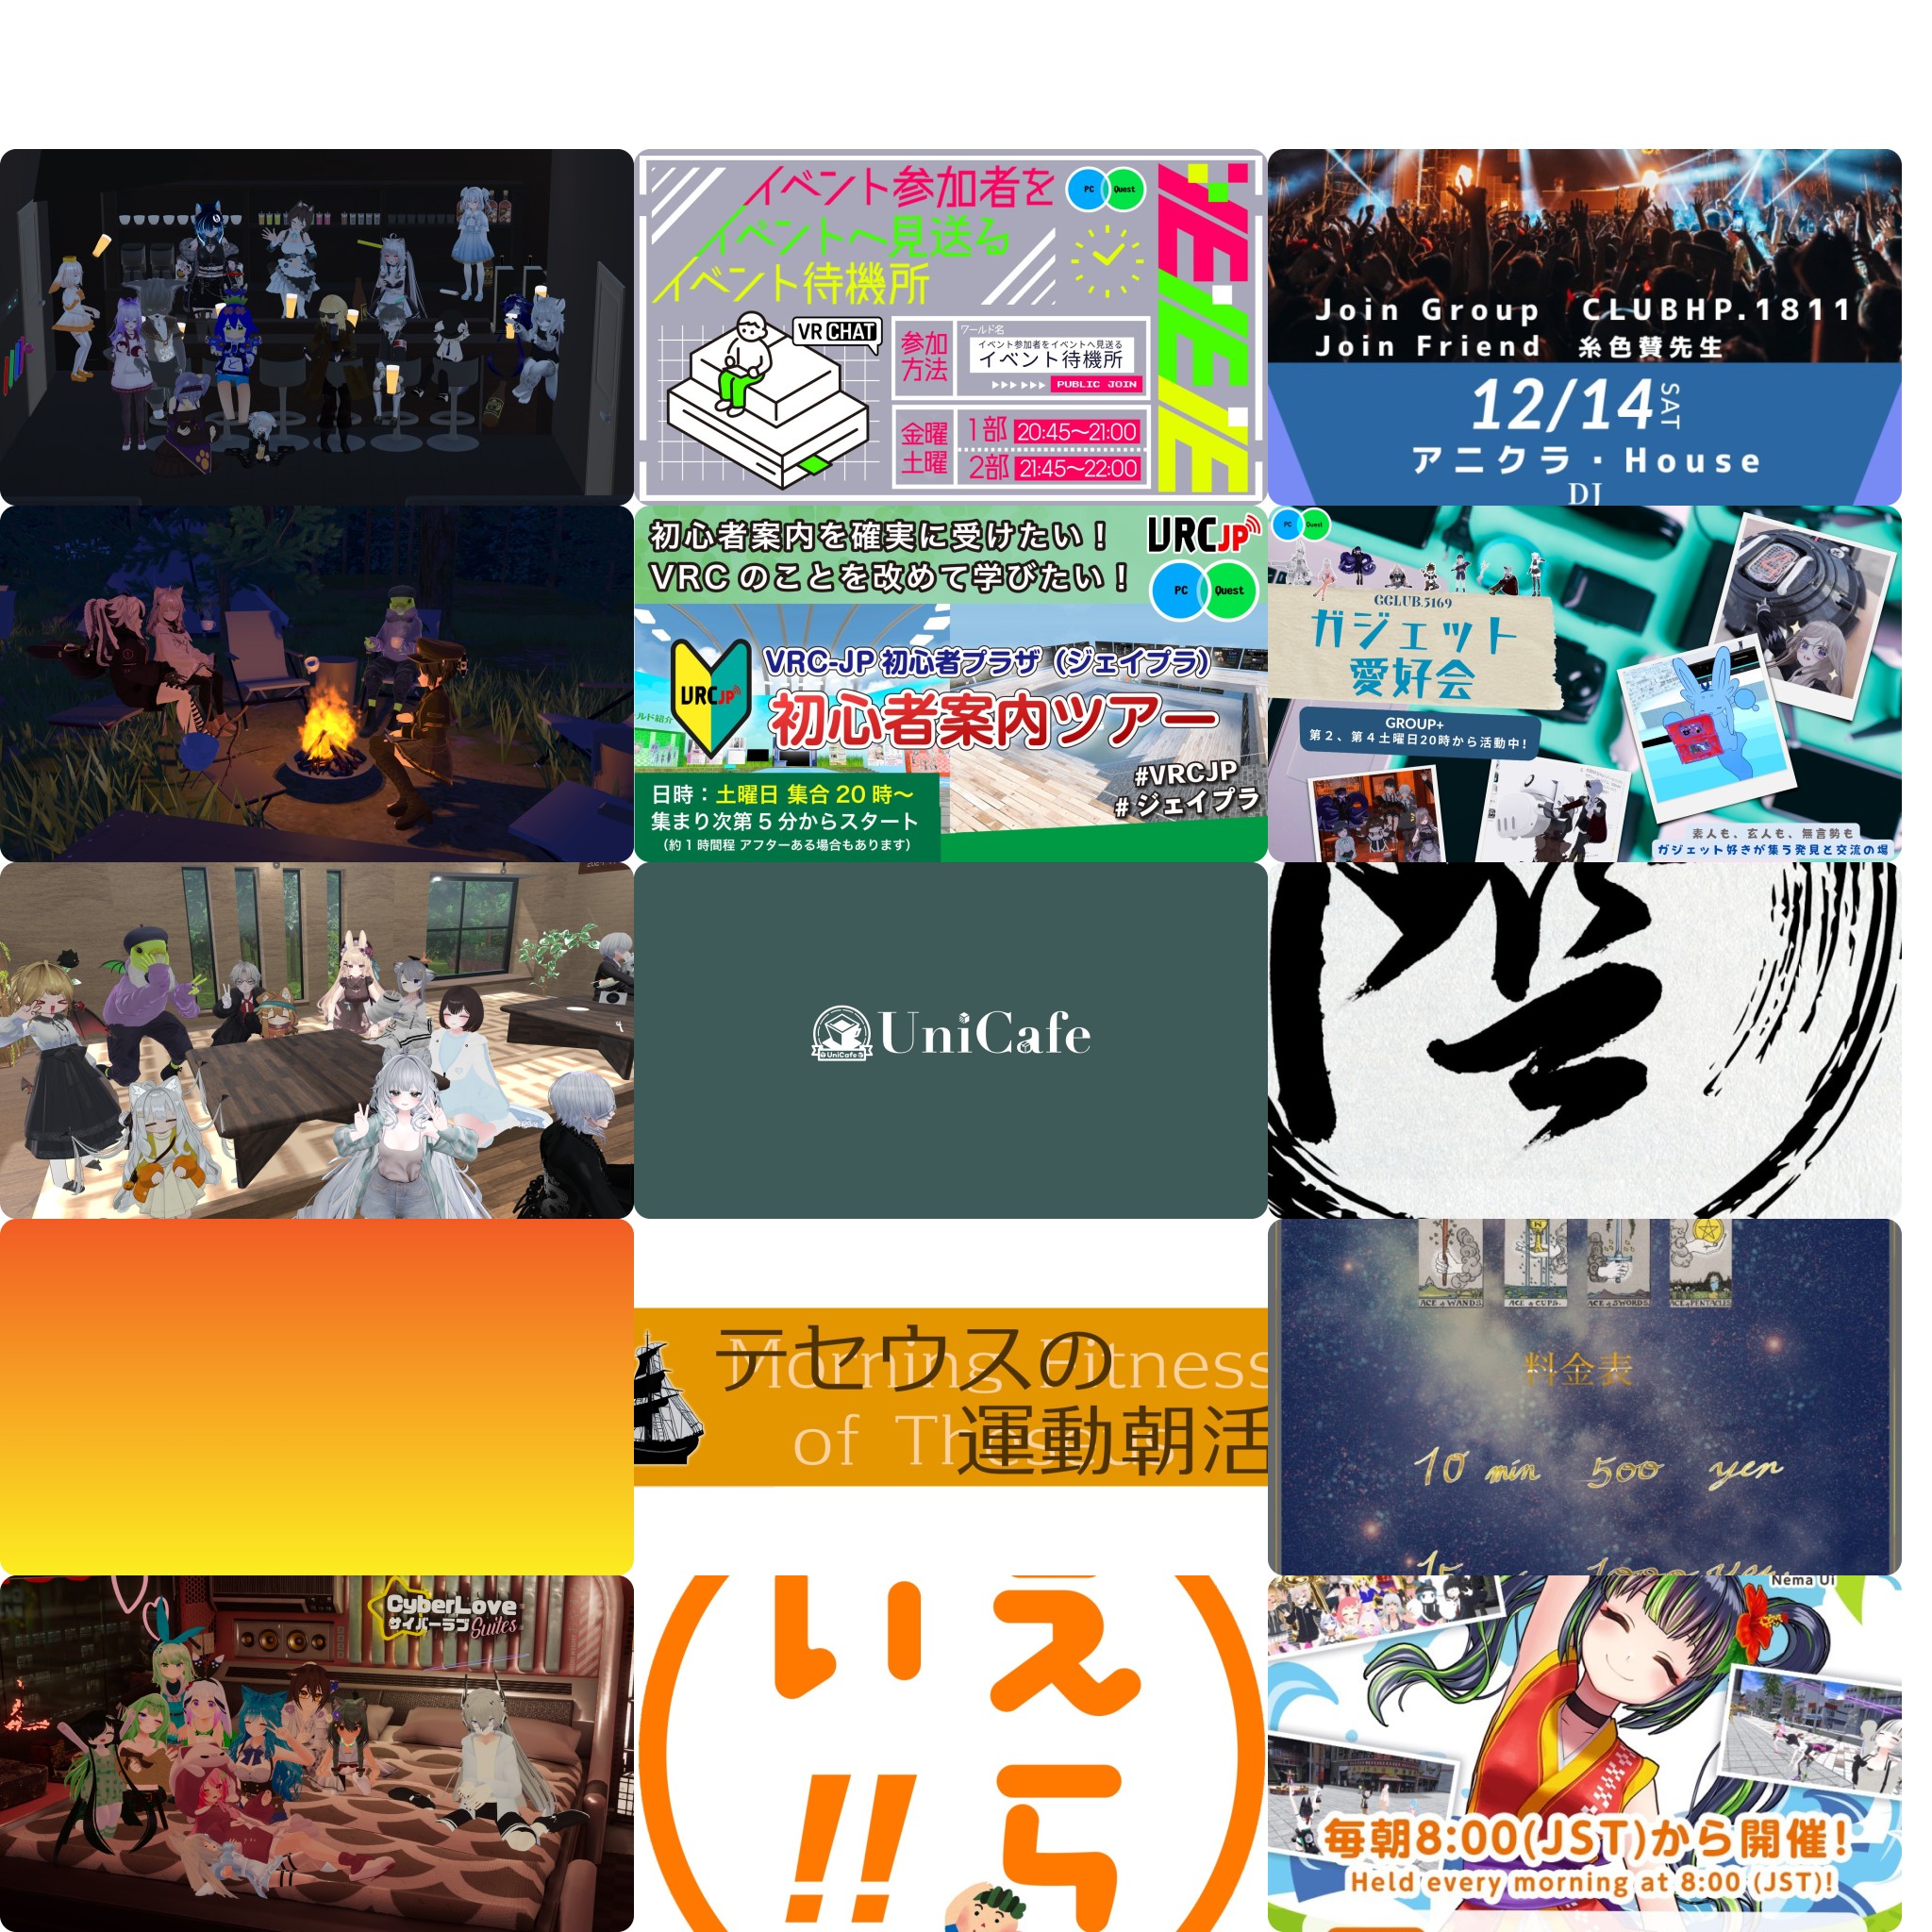 イベント参加者を
イベントへ見送る
イベント待機所
PC Quest
VR CHAT
参加
方法
ワールド名
イベント参加者をイベントへ見送る
イベント待機所
PUBLIC JOIN
金曜
土曜
1部 20:45〜21:00
2部 21:45〜22:00
Join Group CLUBHP.1811
Join Friend 糸色賛先生
12/14 SAT
アニクラ・House
DJ
初心者案内を確実に受けたい！
VRCのことを改めて学びたい！
VRCJP
PC Quest
VRC-JP 初心者プラザ（ジェイプラ）
VRCJP
初心者案内ツアー
#VRCJP
#ジェイプラ
日時：土曜日 集合 20 時〜
集まり次第 5 分からスタート
（約 1 時間程 アフターある場合もあります）
PC Quest
GCLUB.5169
ガジェット
愛好会
GROUP+
第２、第４土曜日20時から活動中!
素人も、玄人も、無言勢も
ガジェット好きが集う発見と交流の場
UniCafe
UniCafe
テセウスの
Morning Fitness
運動朝活
of Theseus
ACE of WANDS.
ACE of CUPS.
ACE of SWORDS.
ACE of PENTACLES
料金表
10 min 500 yen
15 1000 yen
CyberLove
サイバーラブ Suites
えら
い!!
Nema Ui
毎朝8:00(JST)から開催!
Held every morning at 8:00 (JST)!